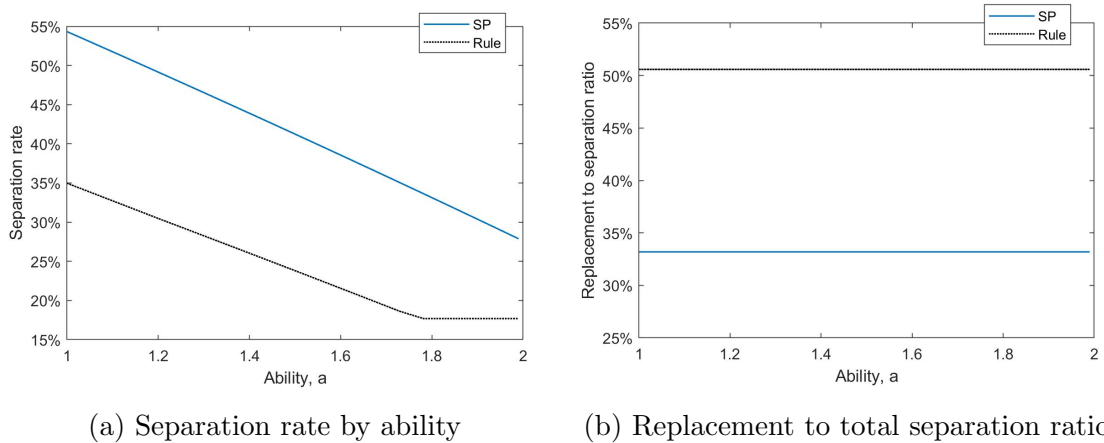 55%
50%
45%
40%
35%
30%
25%
20%
15%
Separation rate
1
1.2
1.4
1.6
1.8
2
Ability, a
SP
Rule
(a) Separation rate by ability
55%
50%
45%
40%
35%
30%
25%
Replacement to separation ratio
1
1.2
1.4
1.6
1.8
2
Ability, a
SP
Rule
(b) Replacement to total separation ratio